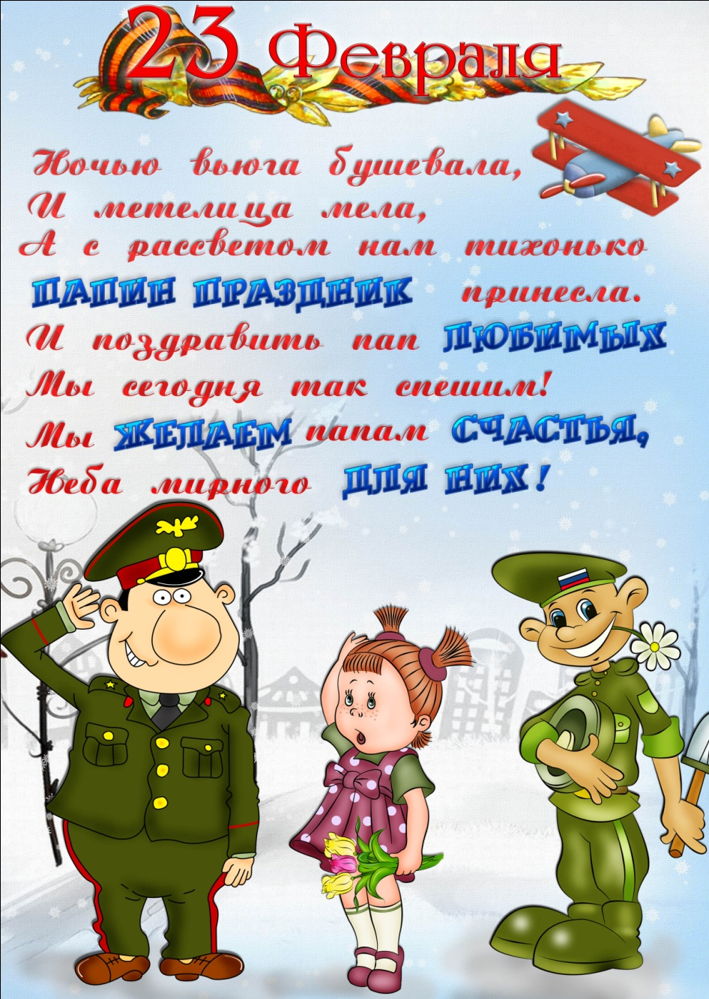 23 Февраля
Ночью вьюга бушевала,
И метелица мела,
А с рассветом нам тихонько
ПАПИН ПРАЗДНИК принесла.
И поздравить пап ЛЮБИМЫХ
Мы сегодня так спешим!
Мы ЖЕЛАЕМ папам СЧАСТЬЯ,
Неба мирного ДЛЯ НИХ!